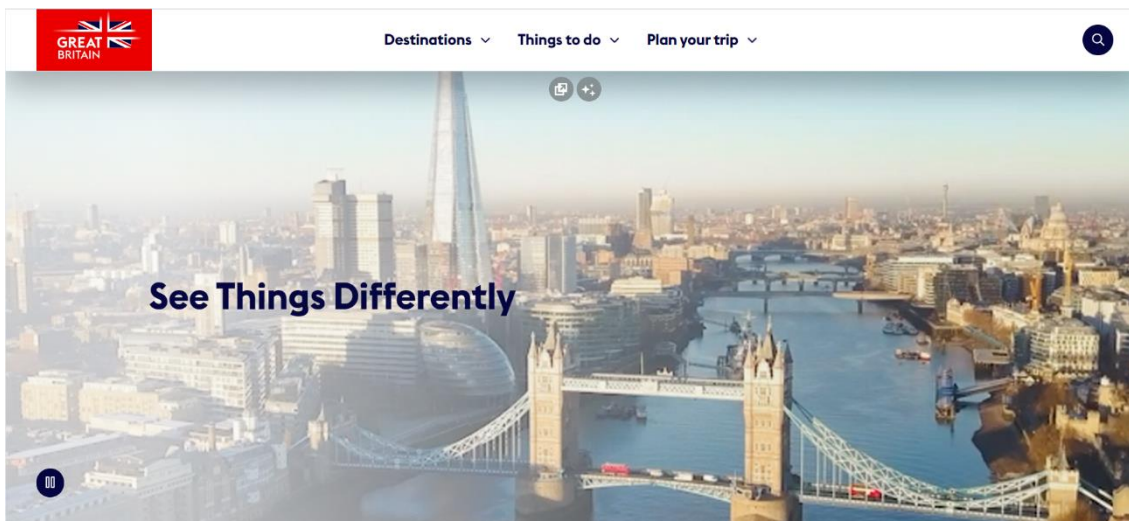 GREAT
BRITAIN
Destinations
Things to do
Plan your trip
See Things Differently